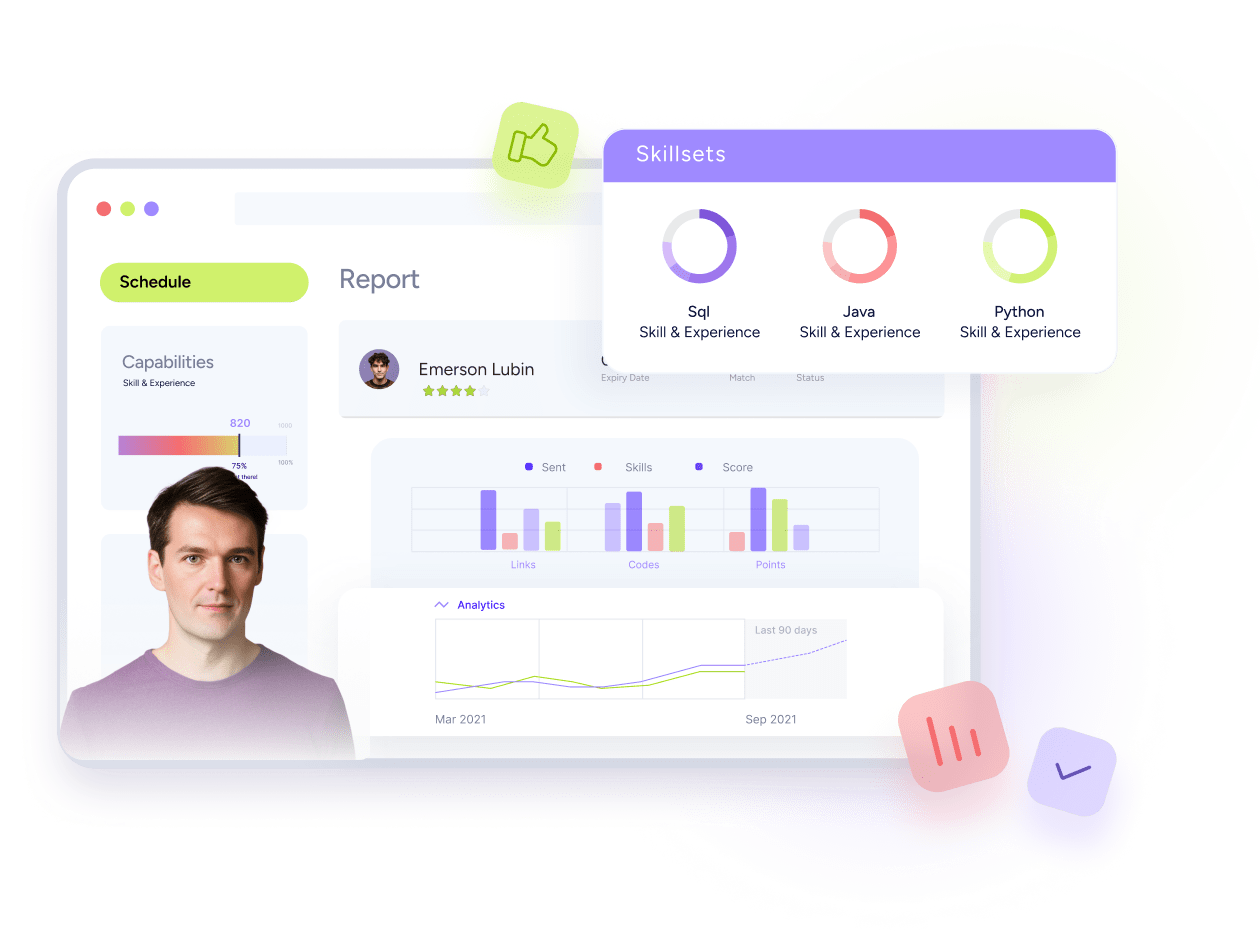 Skillsets
Sql
Skill & Experience
Java
Skill & Experience
Python
Skill & Experience
Schedule
Report
Capabilities
Skill & Experience
820
1000
75%
100%
there!
Emerson Lubin
Expiry Date
Match
Status
Sent
Skills
Score
Links
Codes
Points
Analytics
Last 90 days
Mar 2021
Sep 2021